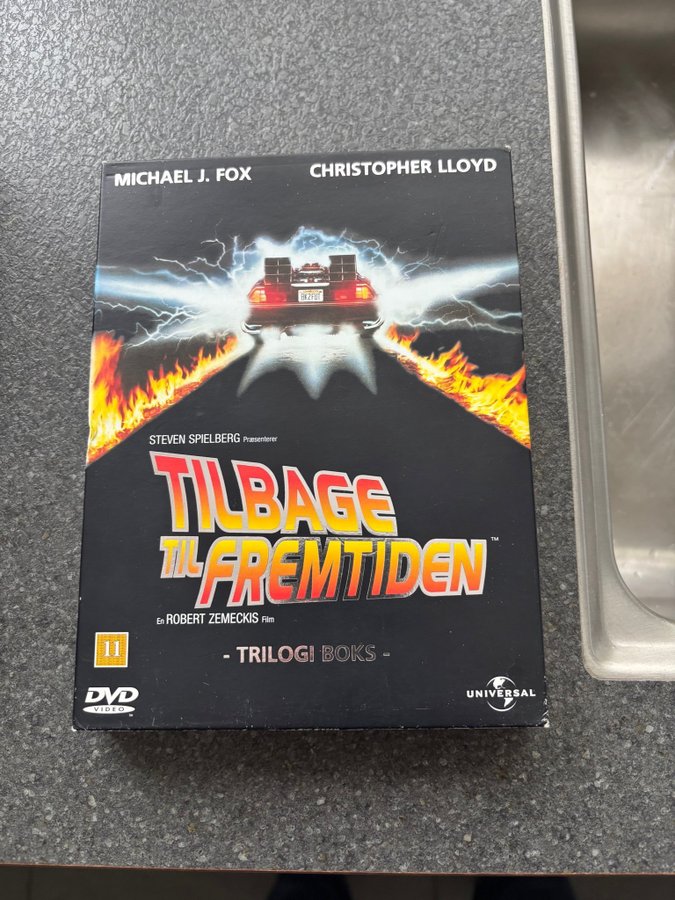 MICHAEL J. FOX
CHRISTOPHER LLOYD
STEVEN SPIELBERG Præsenterer
TILBAGE
TIL FREMTIDEN™
En ROBERT ZEMECKIS Film
- TRILOGI BOKS -
11
DVD
VIDEO
UNIVERSAL